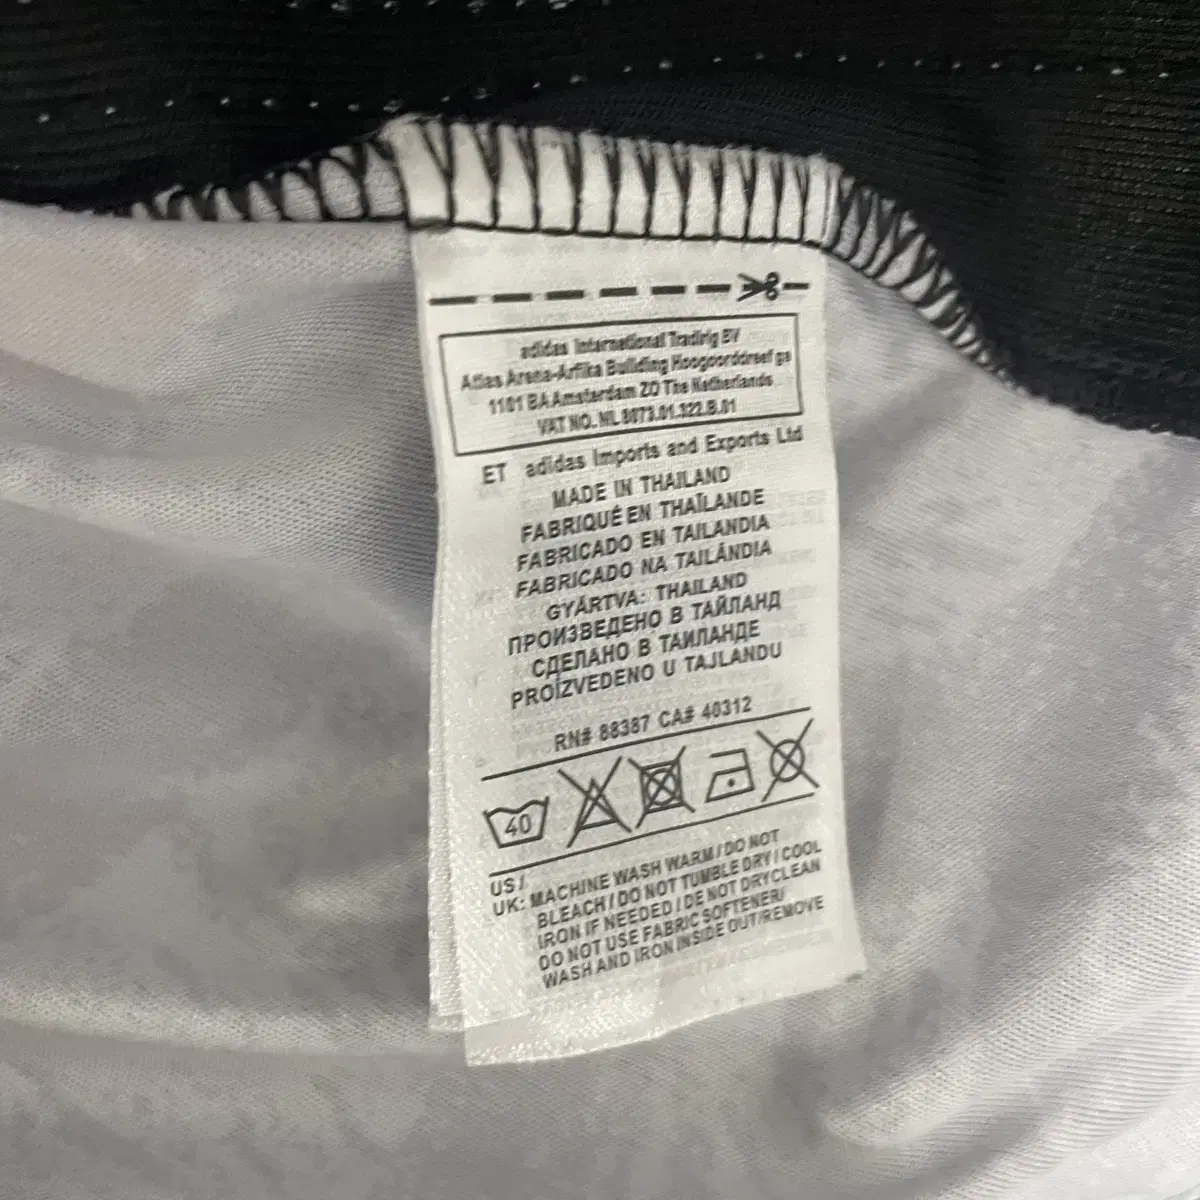 adidas International Trading BV
Atlas Arena-Arfika Building Hoogoorddreef ga
1101 BA Amsterdam ZO The Netherlands
VAT NO. NL 8073.01.322.B.01
ET adidas Imports and Exports Ltd
MADE IN THAILAND
FABRIQUÉ EN THAÏLANDE
FABRICADO EN TAILANDIA
FABRICADO NA TAILÂNDIA
GYÁRTVA: THAILAND
ПРОИЗВЕДЕНО В ТАЙЛАНД
СДЕЛАНО В ТАИЛАНДЕ
PROIZVEDENO U TAJLANDU
RN# 88387 CA# 40312
40
US /
UK: MACHINE WASH WARM / DO NOT
BLEACH / DO NOT TUMBLE DRY / COOL
IRON IF NEEDED / DE NOT DRYCLEAN
DO NOT USE FABRIC SOFTENER/
WASH AND IRON INSIDE OUT/REMOVE